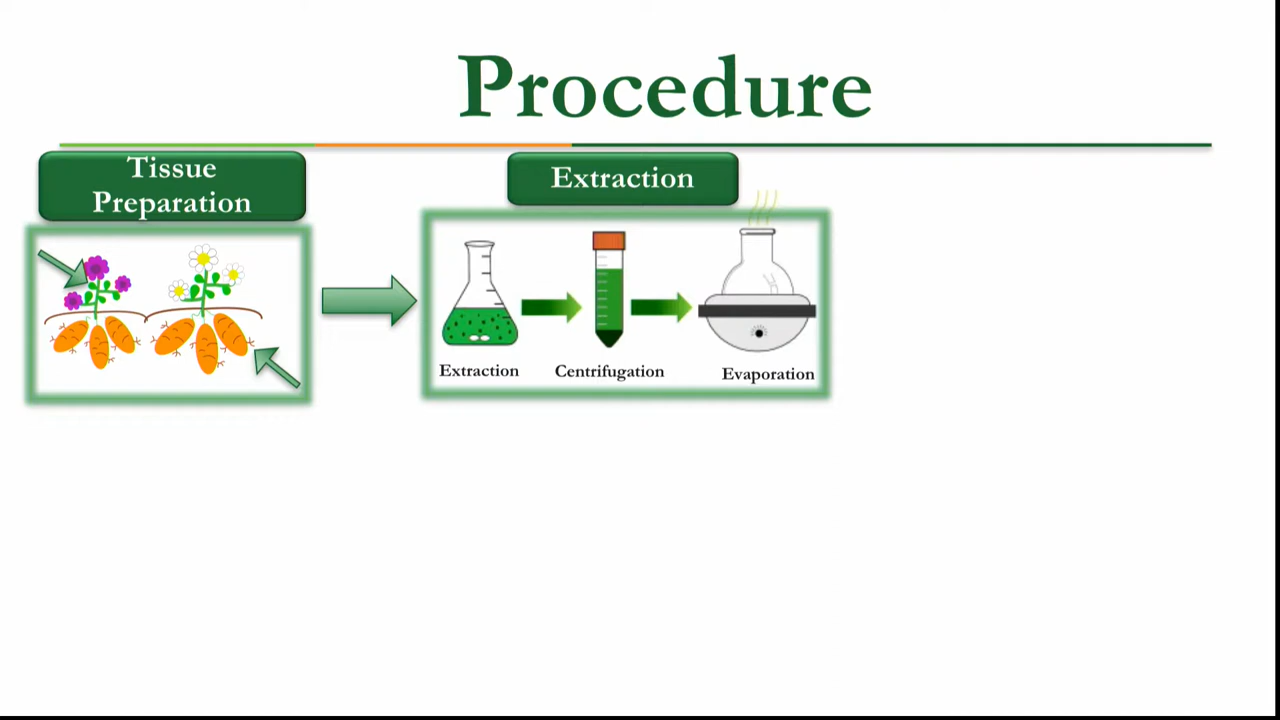 Procedure
Tissue
Preparation
Extraction
Extraction
Centrifugation
Evaporation